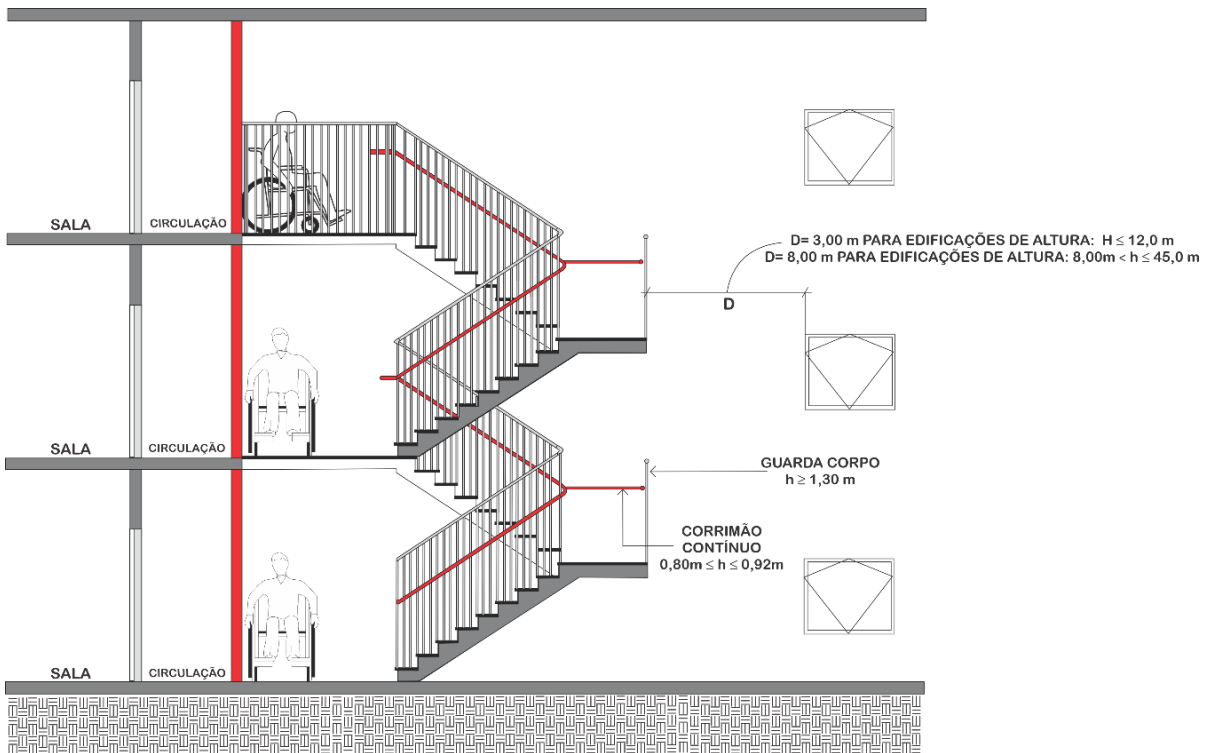 SALA
CIRCULAÇÃO
D= 3,00 m PARA EDIFICAÇÕES DE ALTURA: H ≤ 12,0 m
D= 8,00 m PARA EDIFICAÇÕES DE ALTURA: 8,00m < h ≤ 45,0 m
D
SALA
CIRCULAÇÃO
GUARDA CORPO
h ≥ 1,30 m
CORRIMÃO
CONTÍNUO
0,80m ≤ h ≤ 0,92m
SALA
CIRCULAÇÃO